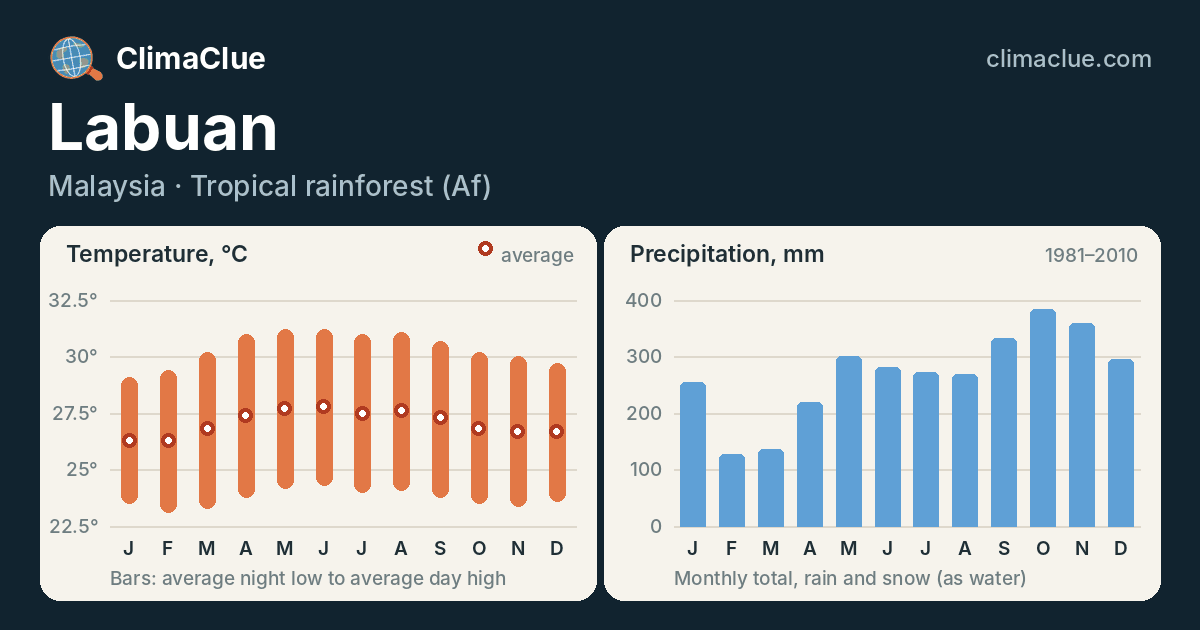 ClimaClue
climaclue.com
Labuan
Malaysia · Tropical rainforest (Af)
Temperature, °C
average
32.5°
30°
27.5°
25°
22.5°
J F M A M J J A S O N D
Bars: average night low to average day high
Precipitation, mm
1981–2010
400
300
200
100
0
J F M A M J J A S O N D
Monthly total, rain and snow (as water)